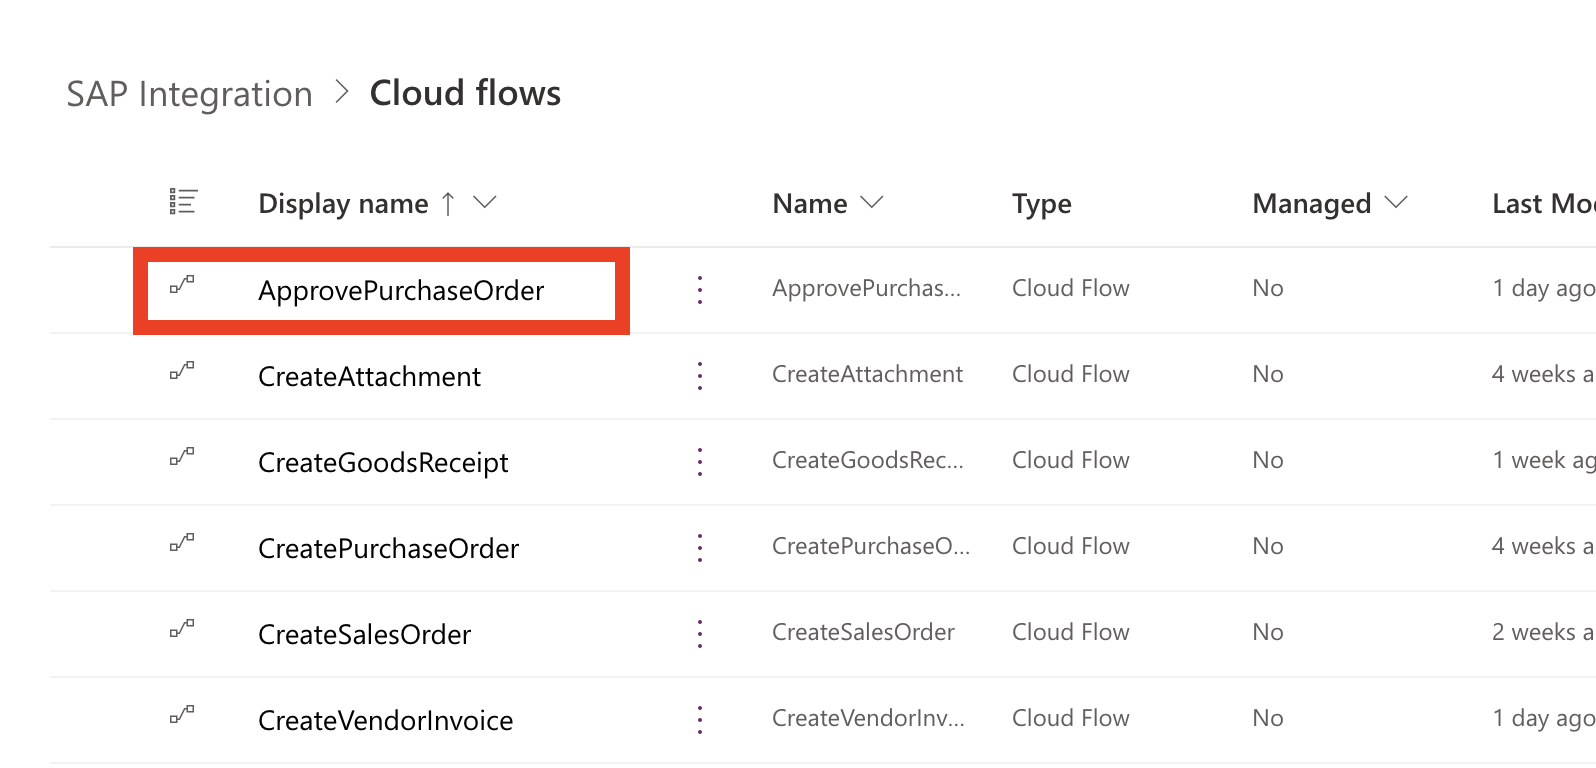 SAP Integration > Cloud flows
Display name ↑ Name Type Managed Last Mo
ApprovePurchaseOrder ApprovePurchas... Cloud Flow No 1 day ago
CreateAttachment CreateAttachment Cloud Flow No 4 weeks a
CreateGoodsReceipt CreateGoodsRec... Cloud Flow No 1 week ag
CreatePurchaseOrder CreatePurchaseO... Cloud Flow No 4 weeks a
CreateSalesOrder CreateSalesOrder Cloud Flow No 2 weeks a
CreateVendorInvoice CreateVendorInv... Cloud Flow No 1 day ago